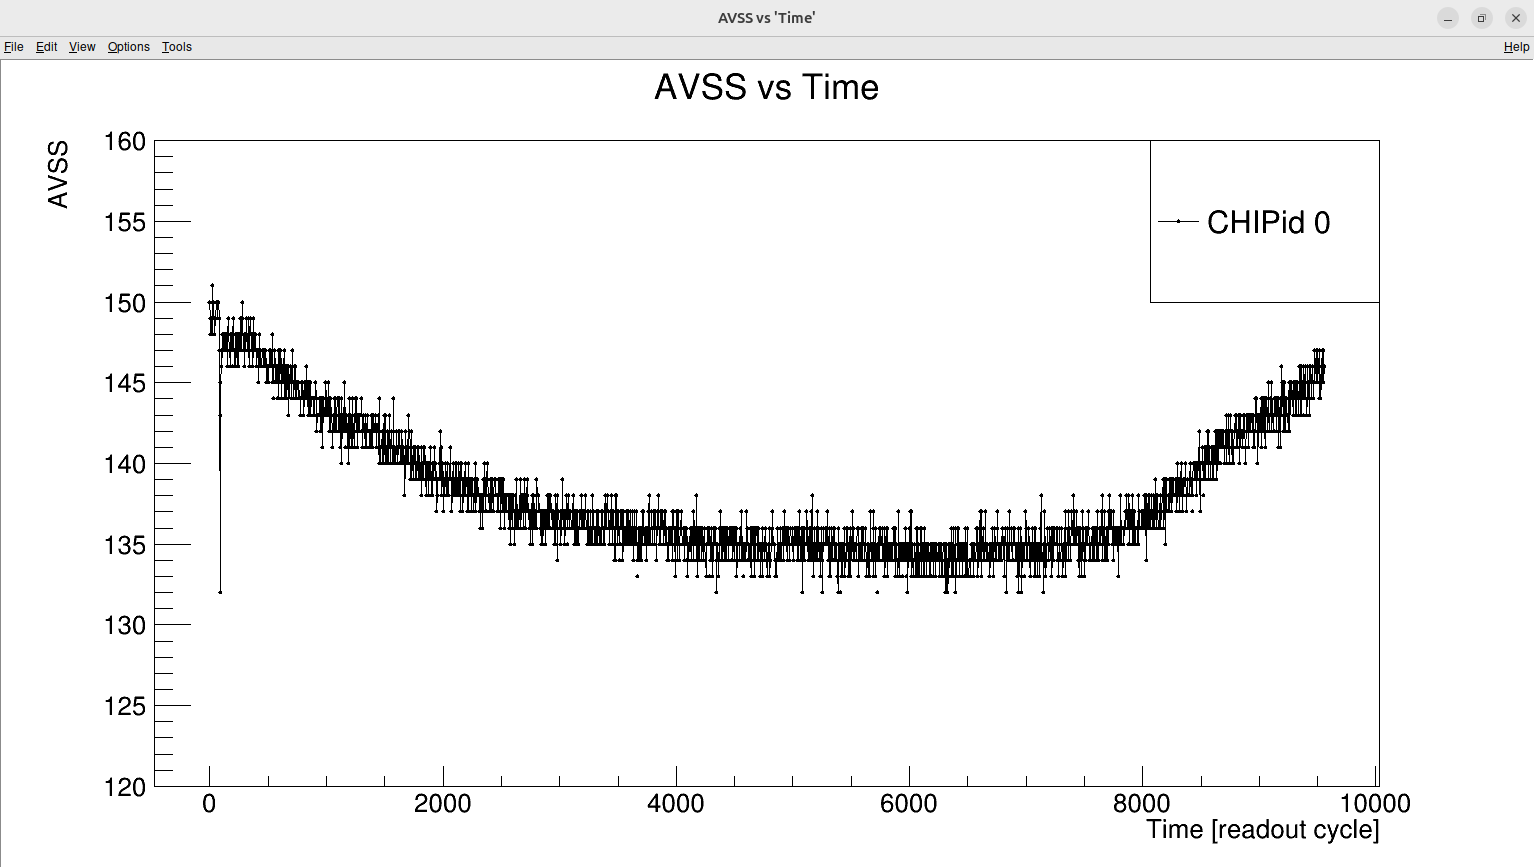 AVSS vs 'Time'
File Edit View Options Tools Help
AVSS vs Time
AVSS
160
155
150
145
140
135
130
125
120
CHIPid 0
0 2000 4000 6000 8000 10000
Time [readout cycle]